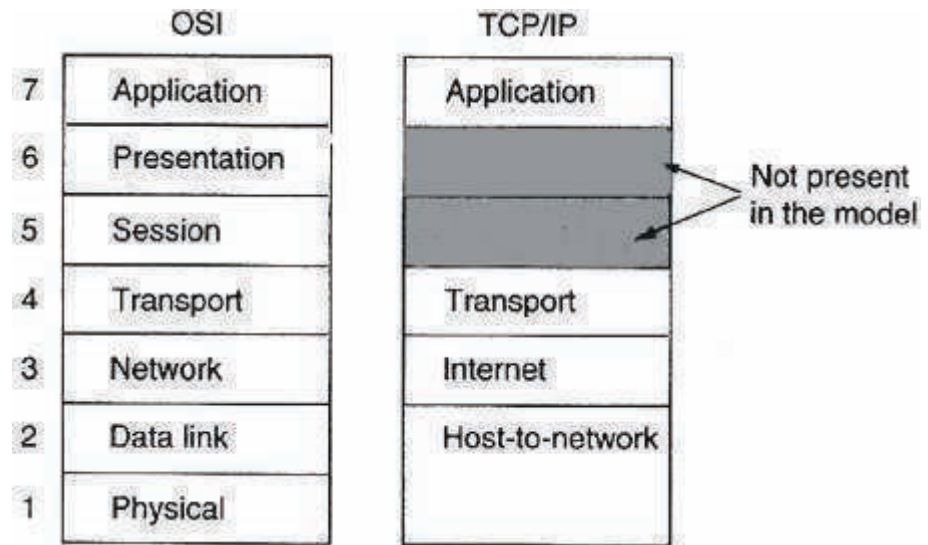 OSI TCP/IP
7 Application Application
6 Presentation
Not present
in the model
5 Session
4 Transport Transport
3 Network Internet
2 Data link Host-to-network
1 Physical